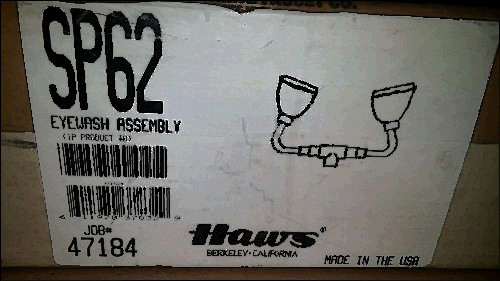 SP62
EYEWASH ASSEMBLY
JOB#
47184
Haws®
BERKELEY·CALIFORNIA
MADE IN THE USA